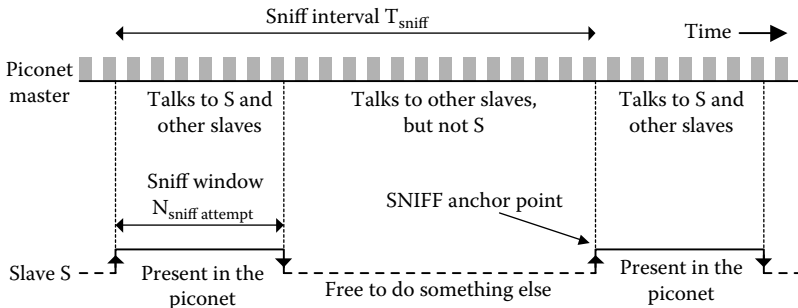 Sniff interval T_sniff
Time
Piconet
master
Talks to S and
other slaves
Talks to other slaves,
but not S
Talks to S and
other slaves
Sniff window
N_sniff attempt
SNIFF anchor point
Slave S
Present in the
piconet
Free to do something else
Present in the
piconet